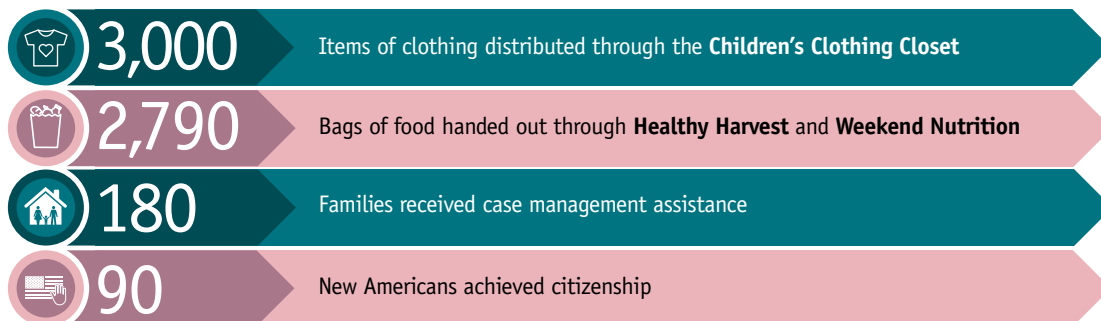 3,000 Items of clothing distributed through the Children's Clothing Closet
2,790 Bags of food handed out through Healthy Harvest and Weekend Nutrition
180 Families received case management assistance
90 New Americans achieved citizenship